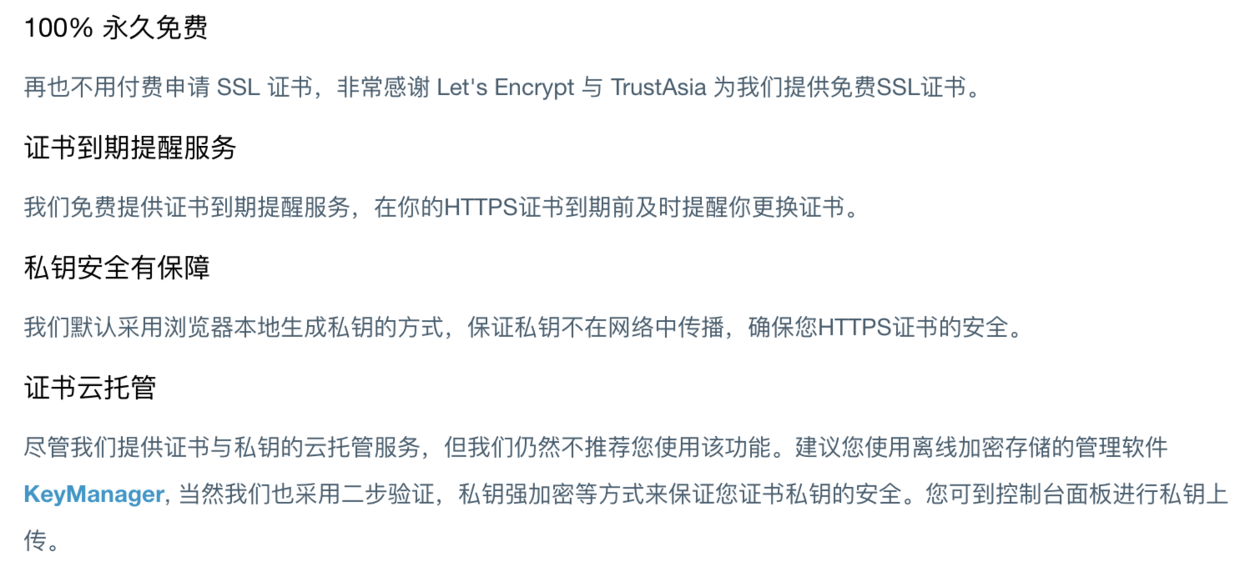 100% 永久免费
再也不用付费申请 SSL 证书，非常感谢 Let's Encrypt 与 TrustAsia 为我们提供免费SSL证书。
证书到期提醒服务
我们免费提供证书到期提醒服务，在你的HTTPS证书到期前及时提醒你更换证书。
私钥安全有保障
我们默认采用浏览器本地生成私钥的方式，保证私钥不在网络中传播，确保您HTTPS证书的安全。
证书云托管
尽管我们提供证书与私钥的云托管服务，但我们仍然不推荐您使用该功能。建议您使用离线加密存储的管理软件
KeyManager, 当然我们也采用二步验证，私钥强加密等方式来保证您证书私钥的安全。您可到控制台面板进行私钥上
传。